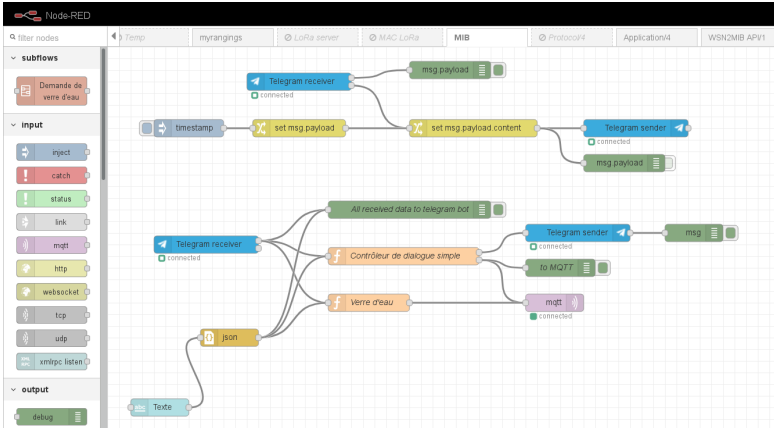 Node-RED
filter nodes
Temp
myrangings
LoRa server
MAC LoRa
MIB
Protocol/4
Application/4
WSN2MIB API/1
subflows
Demande de
verre d'eau
input
inject
catch
status
link
mqtt
http
websocket
tcp
udp
xmlrpc listen
output
debug
Telegram receiver
connected
msg.payload
timestamp
set msg.payload
set msg.payload.content
Telegram sender
connected
msg.payload
All received data to telegram bot
Telegram receiver
connected
Contrôleur de dialogue simple
Telegram sender
connected
msg
to MQTT
Verre d'eau
mqtt
connected
json
Texte